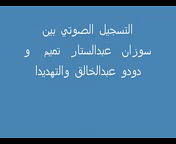 التسجيل الصوتي بين
سوزان عبدالستار تميم و
دودو عبدالخالق والتهديدا